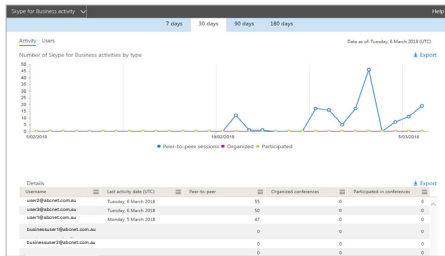 Skype for Business activity
Help
7 days 30 days 90 days 180 days
Activity Users
Data as of: Tuesday, 6 March 2018 (UTC)
Number of Skype for Business activities by type
Export
50
45
40
35
30
25
20
15
10
5
0
5/02/2018 19/02/2018 5/03/2018
Peer-to-peer sessions Organized Participated
Details
Export
Username Last activity date (UTC) Peer-to-peer Organized conferences Participated in conferences
user2@abcnet.com.au Tuesday, 6 March 2018 55 0 0
user3@abcnet.com.au Tuesday, 6 March 2018 50 0 0
user1@abcnet.com.au Monday, 5 March 2018 47 0 0
businessuser1@abcnet.com.au 0 0 0
businessuser2@abcnet.com.au 0 0 0